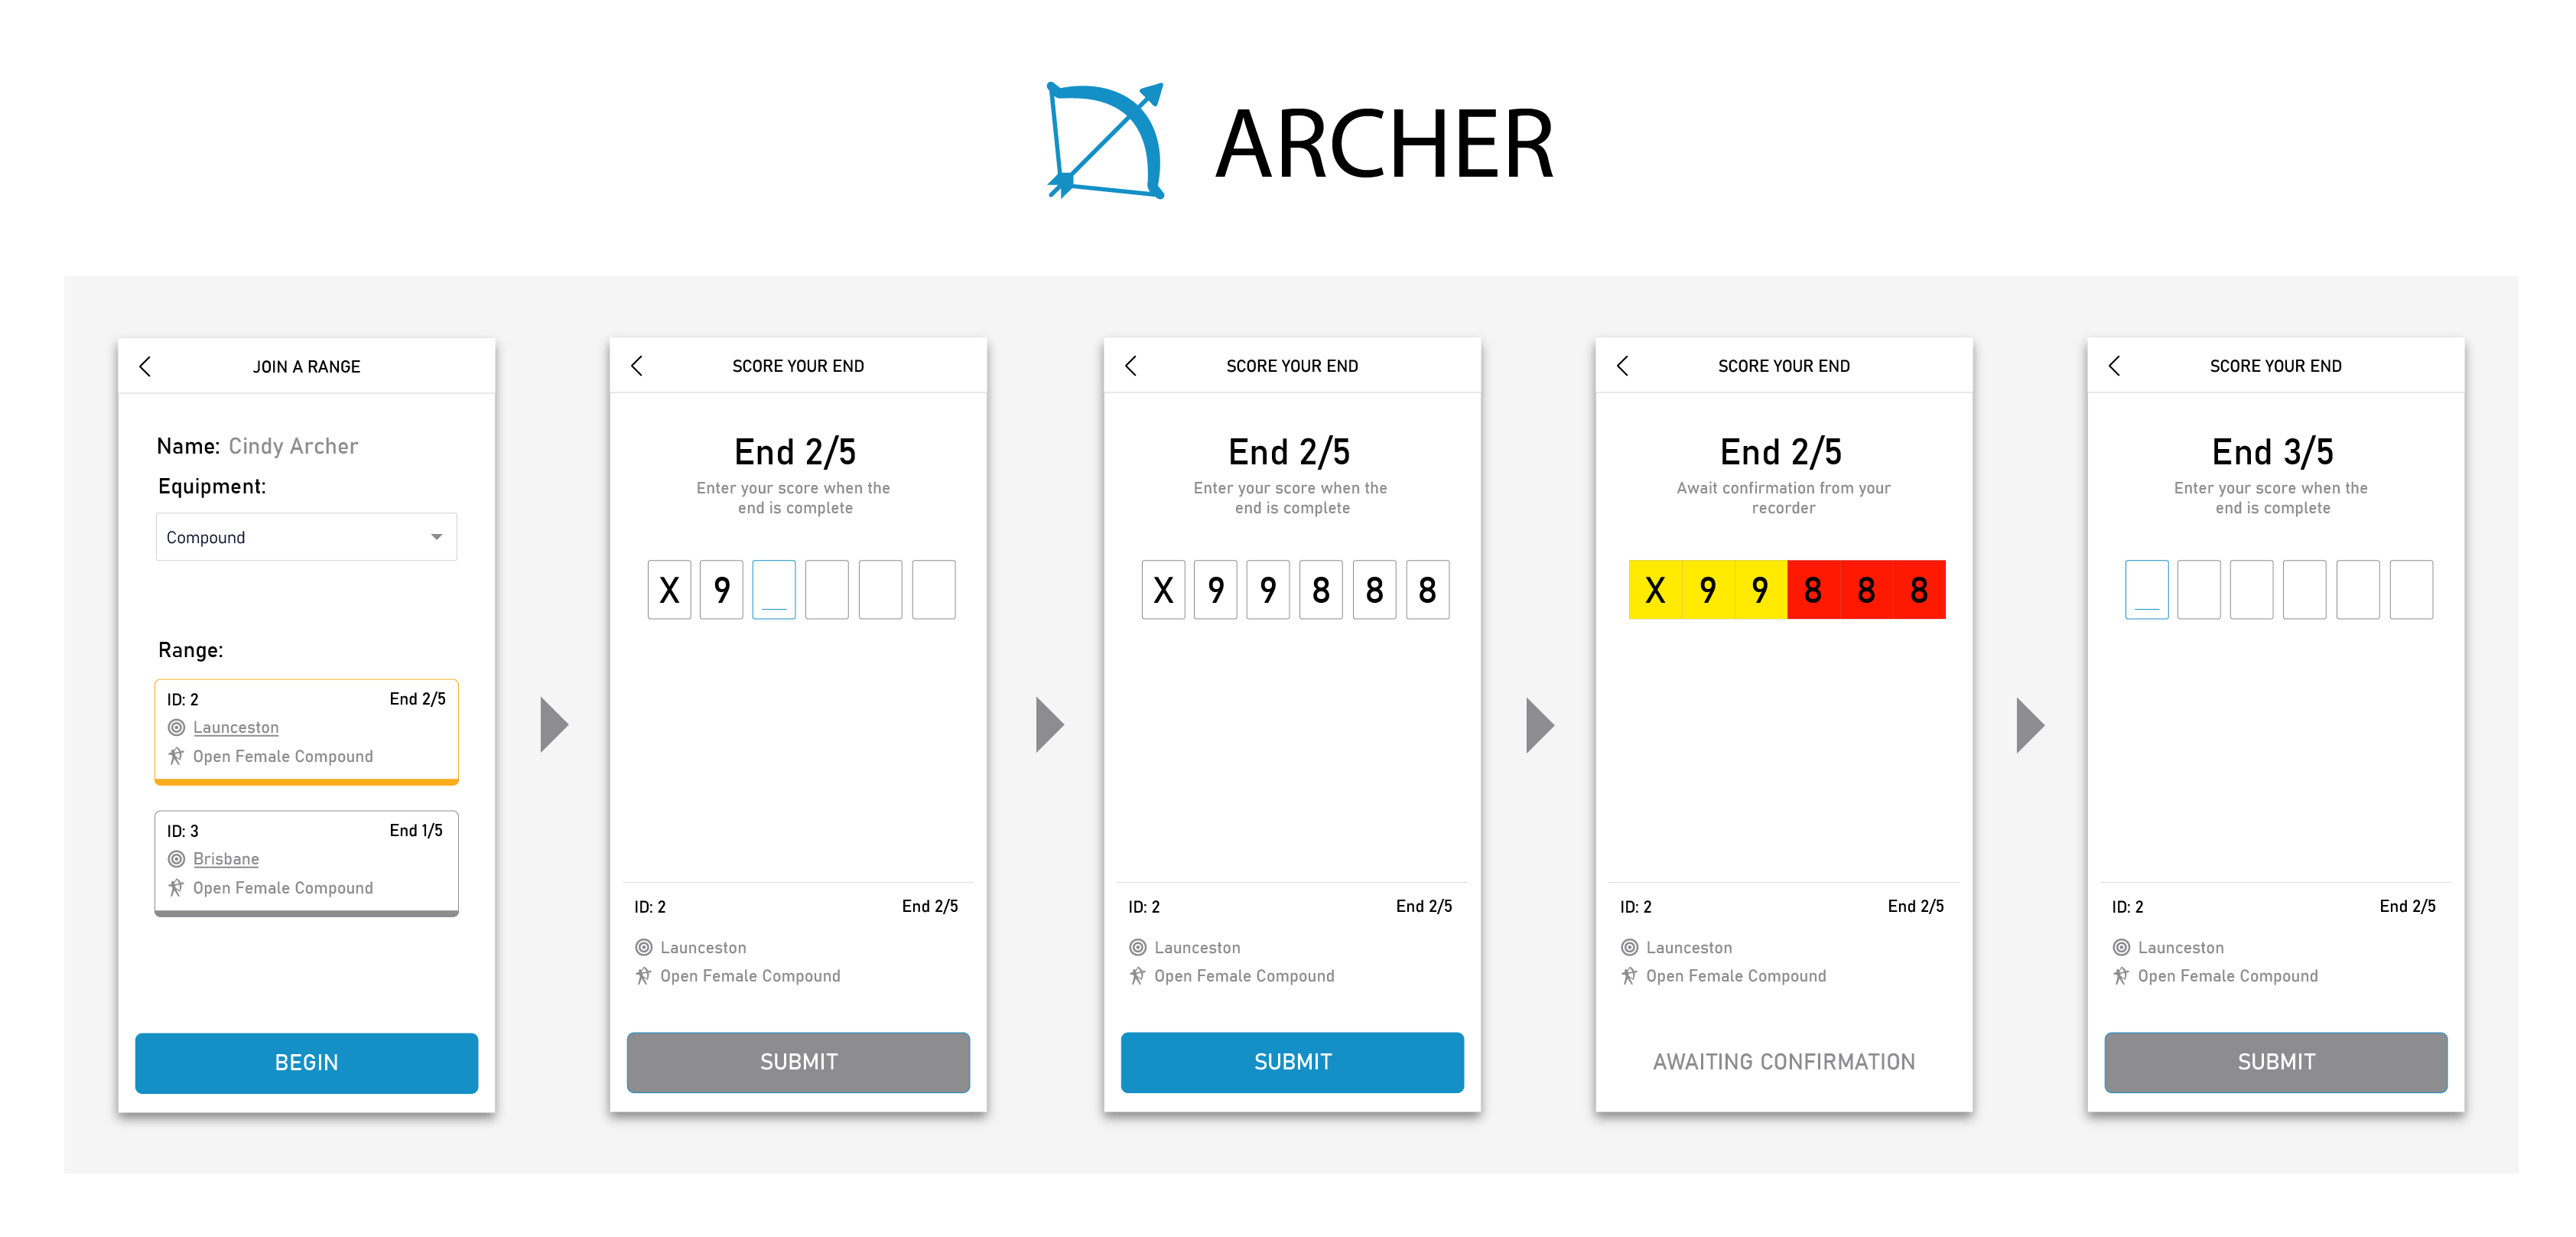 ARCHER
JOIN A RANGE
Name: Cindy Archer
Equipment:
Compound
Range:
ID: 2 End 2/5
Launceston
Open Female Compound
ID: 3 End 1/5
Brisbane
Open Female Compound
BEGIN
SCORE YOUR END
End 2/5
Enter your score when the
end is complete
X 9 _
ID: 2 End 2/5
Launceston
Open Female Compound
SUBMIT
SCORE YOUR END
End 2/5
Enter your score when the
end is complete
X 9 9 8 8 8
ID: 2 End 2/5
Launceston
Open Female Compound
SUBMIT
SCORE YOUR END
End 2/5
Await confirmation from your
recorder
X 9 9 8 8 8
ID: 2 End 2/5
Launceston
Open Female Compound
AWAITING CONFIRMATION
SCORE YOUR END
End 3/5
Enter your score when the
end is complete
_
ID: 2 End 2/5
Launceston
Open Female Compound
SUBMIT